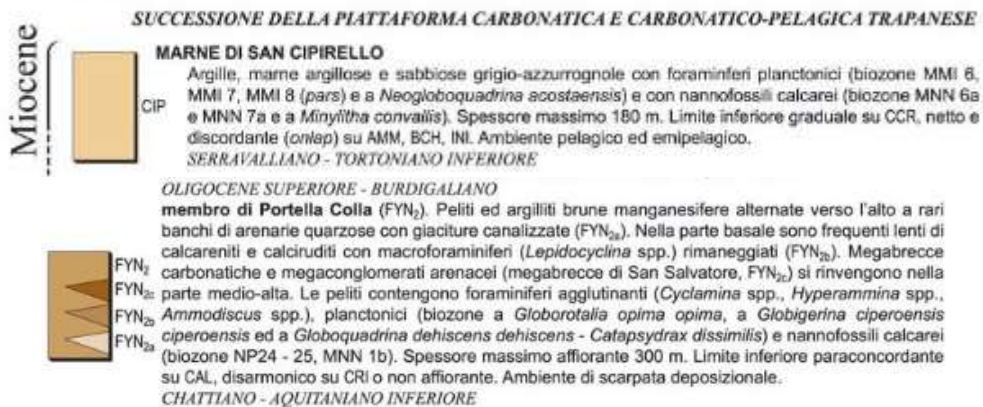 SUCCESSIONE DELLA PIATTAFORMA CARBONATICA E CARBONATICO-PELAGICA TRAPANESE
Miocene
CIP
MARNE DI SAN CIPIRELLO
Argille, marne argillose e sabbiose grigio-azzurrognole con foraminferi planctonici (biozone MMI 6,
MMI 7, MMI 8 (pars) e a Neogloboquadrina acostaensis) e con nannofossili calcarei (biozone MNN 6a
e MNN 7a e a Minylitha convallis). Spessore massimo 180 m. Limite inferiore graduale su CCR, netto e
discordante (onlap) su AMM, BCH, INI. Ambiente pelagico ed emipelagico.
SERRAVALLIANO - TORTONIANO INFERIORE
OLIGOCENE SUPERIORE - BURDIGALIANO
membro di Portella Colla (FYN2). Peliti ed argilliti brune manganesifere alternate verso l'alto a rari
banchi di arenarie quarzose con giaciture canalizzate (FYN2a). Nella parte basale sono frequenti lenti di
calcareniti e calciruditi con macroforaminiferi (Lepidocyclina spp.) rimaneggiati (FYN2b). Megabrecce
carbonatiche e megaconglomerati arenacei (megabrecce di San Salvatore, FYN2c) si rinvengono nella
parte medio-alta. Le peliti contengono foraminiferi agglutinanti (Cyclamina spp., Hyperammina spp.,
Ammodiscus spp.), planctonici (biozone a Globorotalia opima opima, a Globigerina ciperoensis
ciperoensis ed a Globoquadrina dehiscens dehiscens - Catapsydrax dissimilis) e nannofossili calcarei
(biozone NP24 - 25, MNN 1b). Spessore massimo affiorante 300 m. Limite inferiore paraconcordante
su CAL, disarmonico su CRI o non affiorante. Ambiente di scarpata deposizionale.
CHATTIANO - AQUITANIANO INFERIORE
FYN2
FYN2c
FYN2b
FYN2a